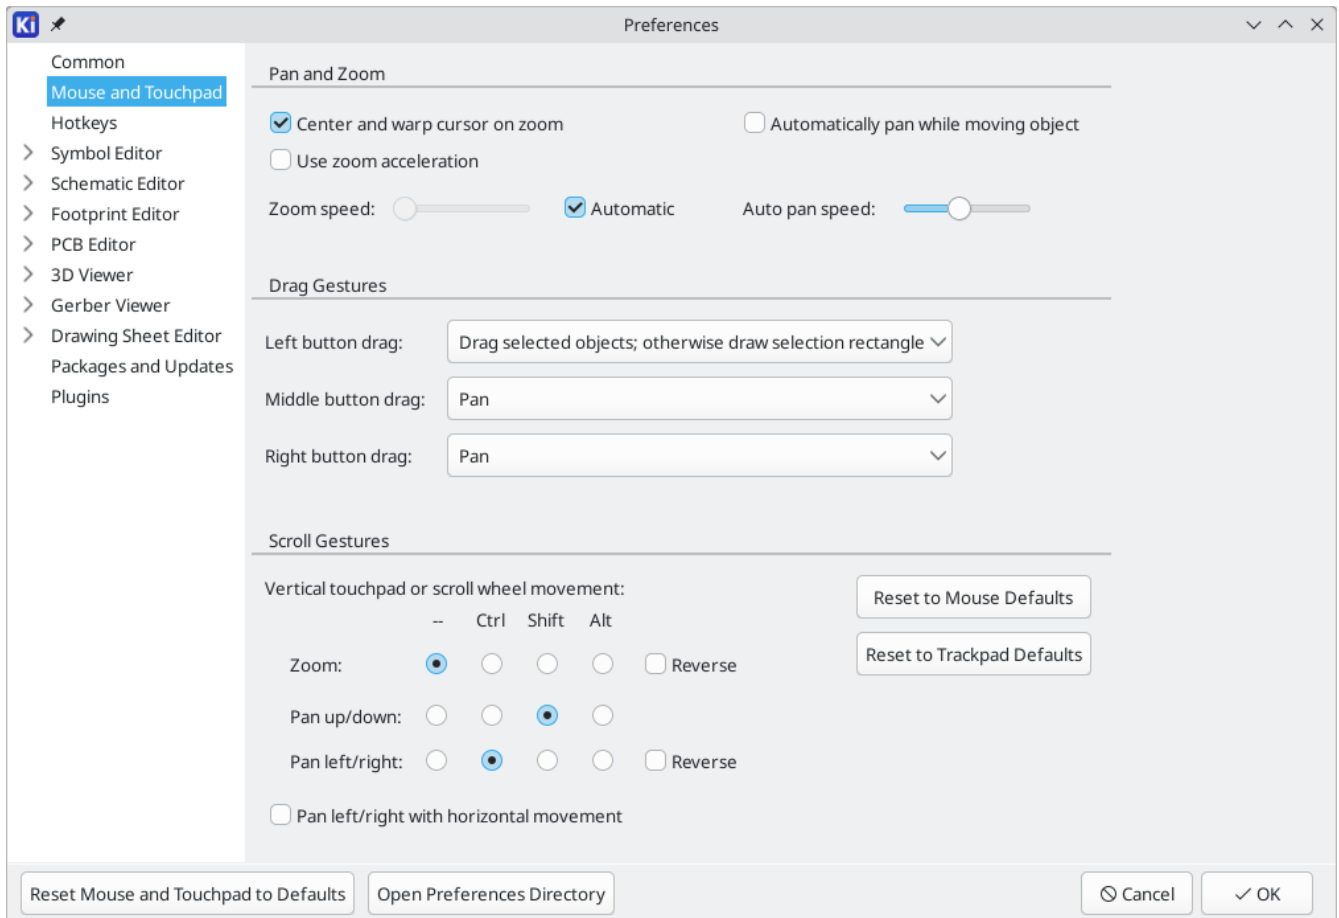 Ki
Preferences
Common
Mouse and Touchpad
Hotkeys
Symbol Editor
Schematic Editor
Footprint Editor
PCB Editor
3D Viewer
Gerber Viewer
Drawing Sheet Editor
Packages and Updates
Plugins
Pan and Zoom
Center and warp cursor on zoom
Automatically pan while moving object
Use zoom acceleration
Zoom speed:
Automatic
Auto pan speed:
Drag Gestures
Left button drag: Drag selected objects; otherwise draw selection rectangle
Middle button drag: Pan
Right button drag: Pan
Scroll Gestures
Vertical touchpad or scroll wheel movement:
-- Ctrl Shift Alt
Zoom: Reverse
Pan up/down:
Pan left/right: Reverse
Pan left/right with horizontal movement
Reset to Mouse Defaults
Reset to Trackpad Defaults
Reset Mouse and Touchpad to Defaults
Open Preferences Directory
Cancel
OK